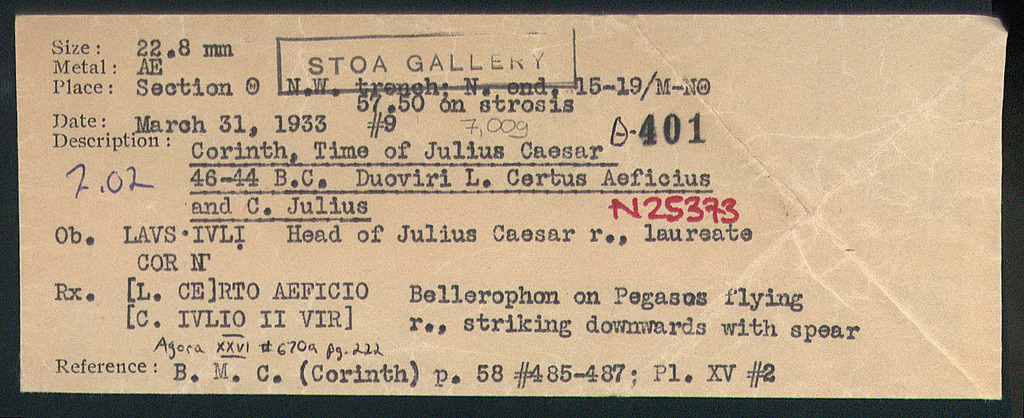 Size: 22.8 mm
STOA GALLERY
Metal: AE
Place: Section Θ N.W. trench; N. end, 15-19/M-NΘ
57.50 on strosis
Date: March 31, 1933 #9 7,00g Θ-401
Description: Corinth, Time of Julius Caesar
7.02 46-44 B.C. Duoviri L. Certus Aeficius
and C. Julius N25373
Ob. LAVS·IVLI Head of Julius Caesar r., laureate
COR N
Rx. [L. CE]RTO AEFICIO Bellerophon on Pegasos flying
[C. IVLIO II VIR] r., striking downwards with spear
Agora XXVI #670a pg. 222
Reference: B. M. C. (Corinth) p. 58 #485-487; Pl. XV #2